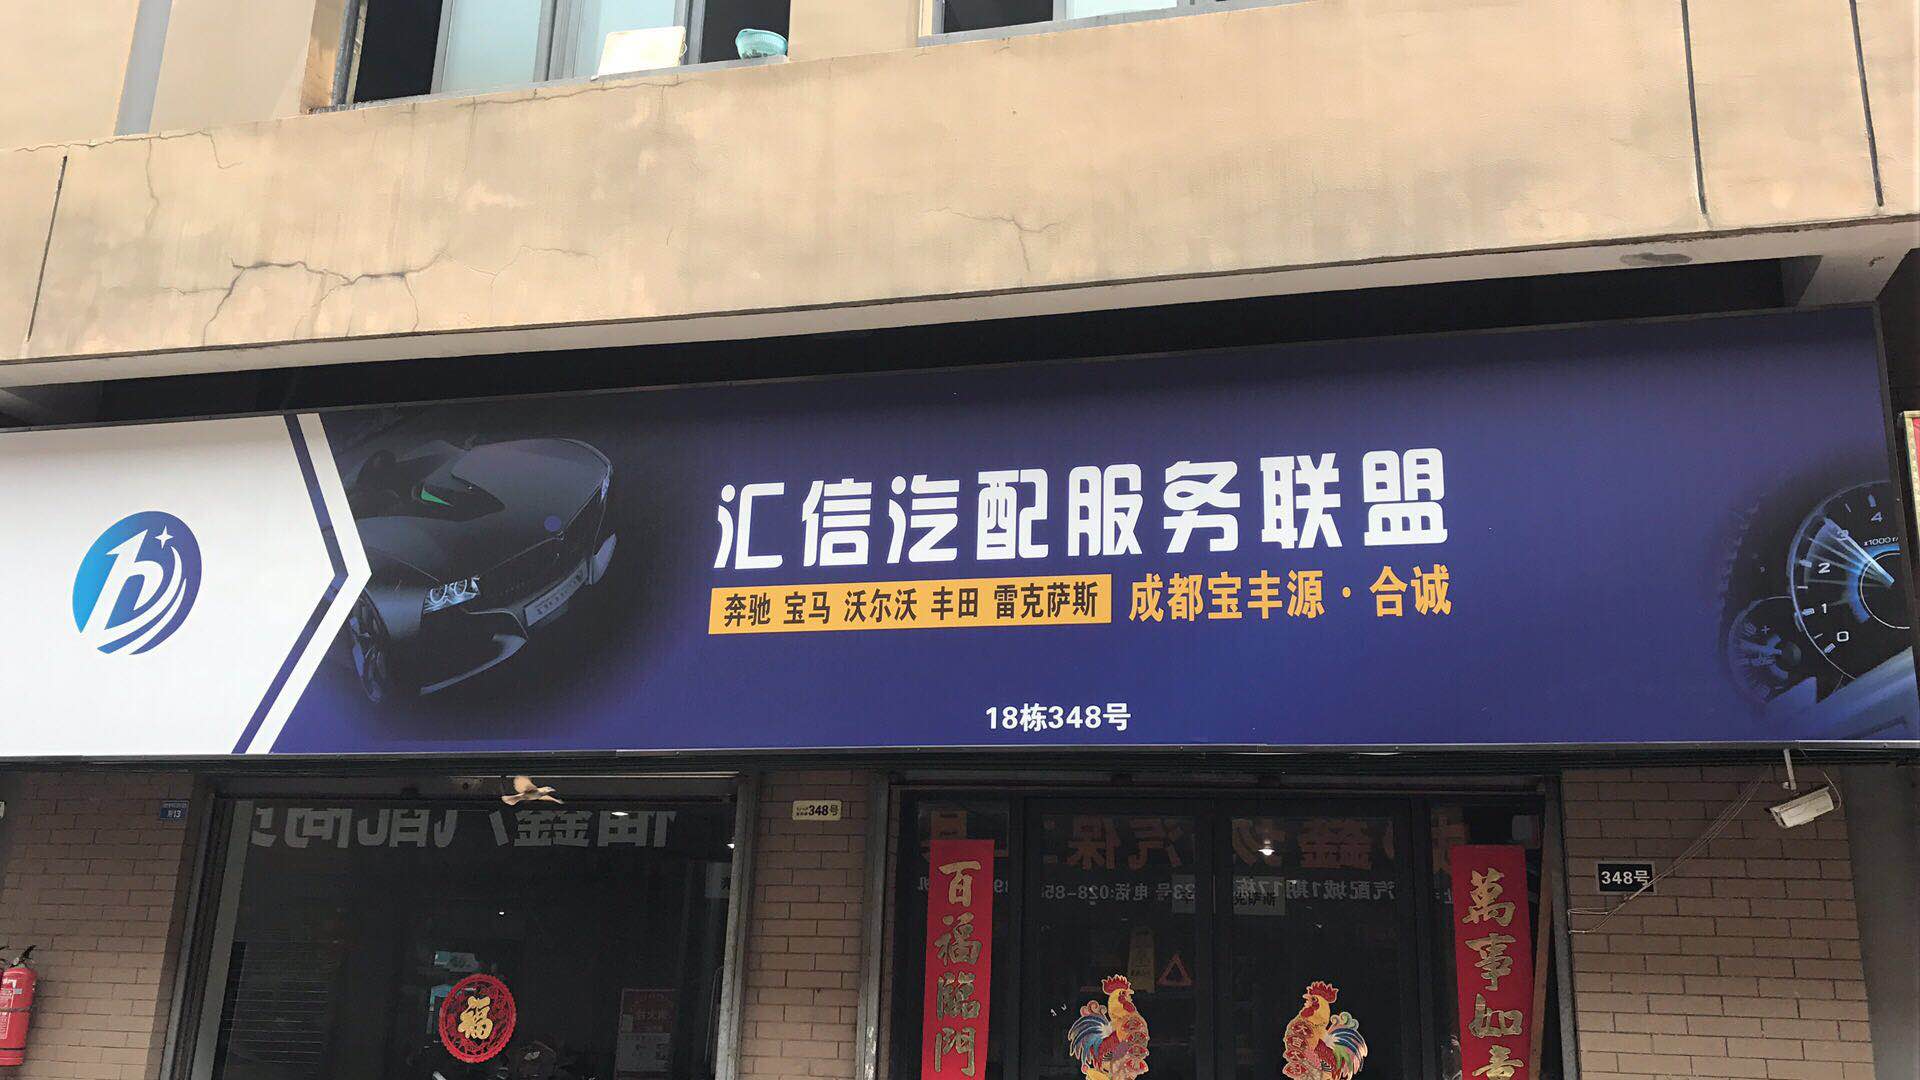 汇信汽配服务联盟
奔驰 宝马 沃尔沃 丰田 雷克萨斯 成都宝丰源·合诚
18栋348号
348号
348号
百福臨門
萬事如意
福